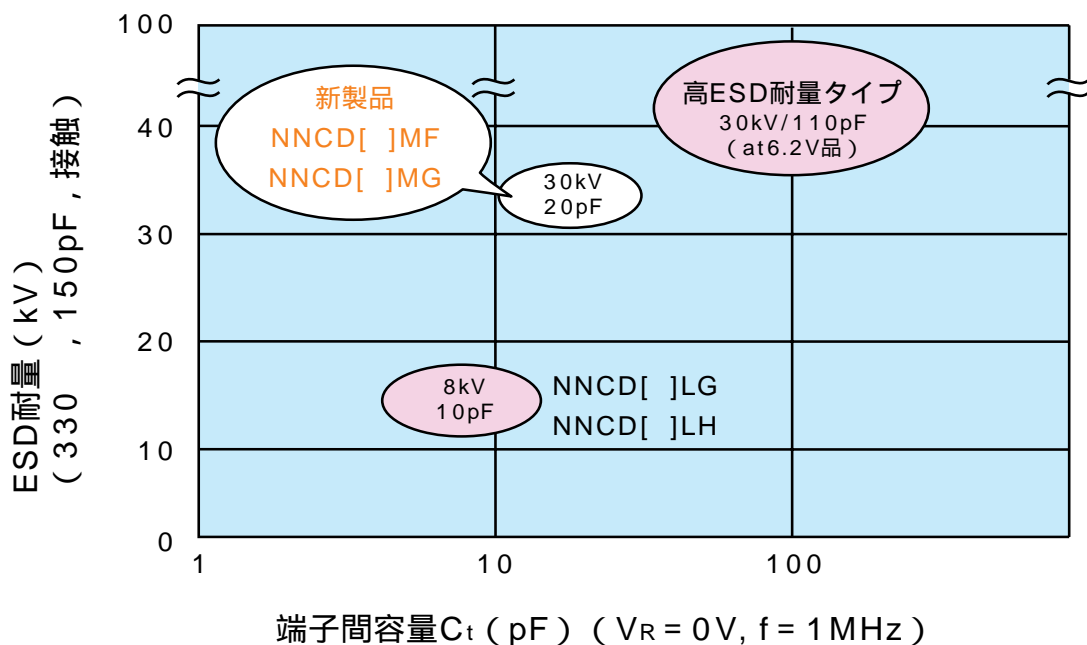 100
40
30
20
10
0
ESD耐量(kV)
(330 ,150pF,接触)
新製品
NNCD[ ]MF
NNCD[ ]MG
30kV
20pF
高ESD耐量タイプ
30kV/110pF
(at6.2V品)
8kV
10pF
NNCD[ ]LG
NNCD[ ]LH
1
10
100
端子間容量Ct(pF)(VR = 0V, f = 1MHz)